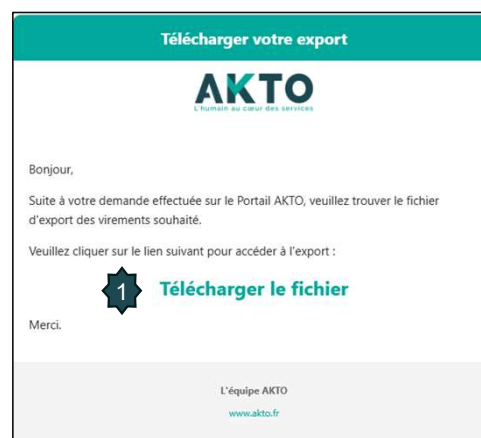 Télécharger votre export
AKTO
L'humain au cœur des services
Bonjour,
Suite à votre demande effectuée sur le Portail AKTO, veuillez trouver le fichier
d'export des virements souhaité.
Veuillez cliquer sur le lien suivant pour accéder à l'export :
1 Télécharger le fichier
Merci.
L'équipe AKTO
www.akto.fr